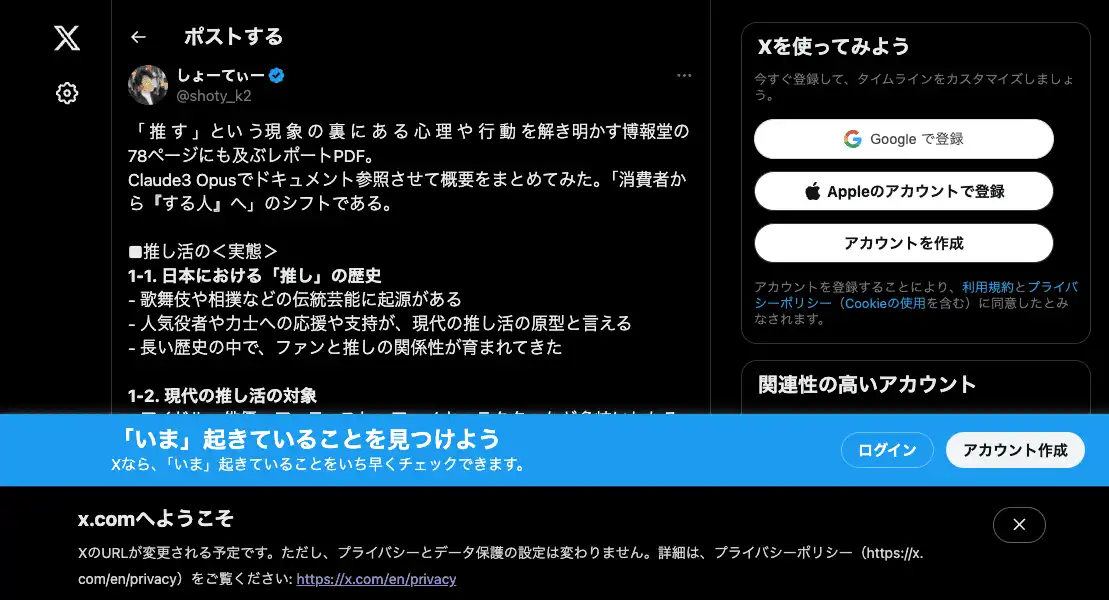 ポストする
しょーてぃー
@shoty_k2
「推す」という現象の裏にある心理や行動を解き明かす博報堂の
78ページにも及ぶレポートPDF。
Claude3 Opusでドキュメント参照させて概要をまとめてみた。「消費者か
ら『する人』へ」のシフトである。
■推し活の＜実態＞
1-1. 日本における「推し」の歴史
- 歌舞伎や相撲などの伝統芸能に起源がある
- 人気役者や力士への応援や支持が、現代の推し活の原型と言える
- 長い歴史の中で、ファンと推しの関係性が育まれてきた
1-2. 現代の推し活の対象
Xを使ってみよう
今すぐ登録して、タイムラインをカスタマイズしましょ
う。
Google で登録
Appleのアカウントで登録
アカウントを作成
アカウントを登録することにより、利用規約とプライバ
シーポリシー（Cookieの使用を含む）に同意したとみ
なされます。
関連性の高いアカウント
「いま」起きていることを見つけよう
Xなら、「いま」起きていることをいち早くチェックできます。
ログイン
アカウント作成
x.comへようこそ
XのURLが変更される予定です。ただし、プライバシーとデータ保護の設定は変わりません。詳細は、プライバシーポリシー（https://x.
com/en/privacy）をご覧ください: https://x.com/en/privacy